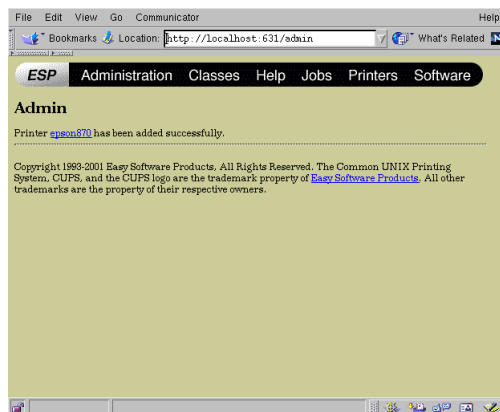 File Edit View Go Communicator Help
Bookmarks Location: http://localhost:631/admin What's Related
ESP Administration Classes Help Jobs Printers Software
Admin
Printer epson870 has been added successfully.
Copyright 1993-2001 Easy Software Products, All Rights Reserved. The Common UNIX Printing
System, CUPS, and the CUPS logo are the trademark property of Easy Software Products. All other
trademarks are the property of their respective owners.